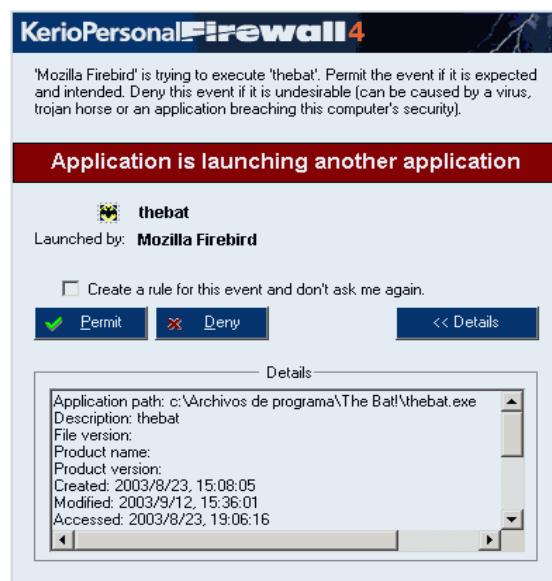 KerioPersonalFirewall4
'Mozilla Firebird' is trying to execute 'thebat'. Permit the event if it is expected
and intended. Deny this event if it is undesirable (can be caused by a virus,
trojan horse or an application breaching this computer's security).
Application is launching another application
thebat
Launched by: Mozilla Firebird
Create a rule for this event and don't ask me again.
Permit Deny << Details
Details
Application path: c:\Archivos de programa\The Bat!\thebat.exe
Description: thebat
File version:
Product name:
Product version:
Created: 2003/8/23, 15:08:05
Modified: 2003/9/12, 15:36:01
Accessed: 2003/8/23, 19:06:16